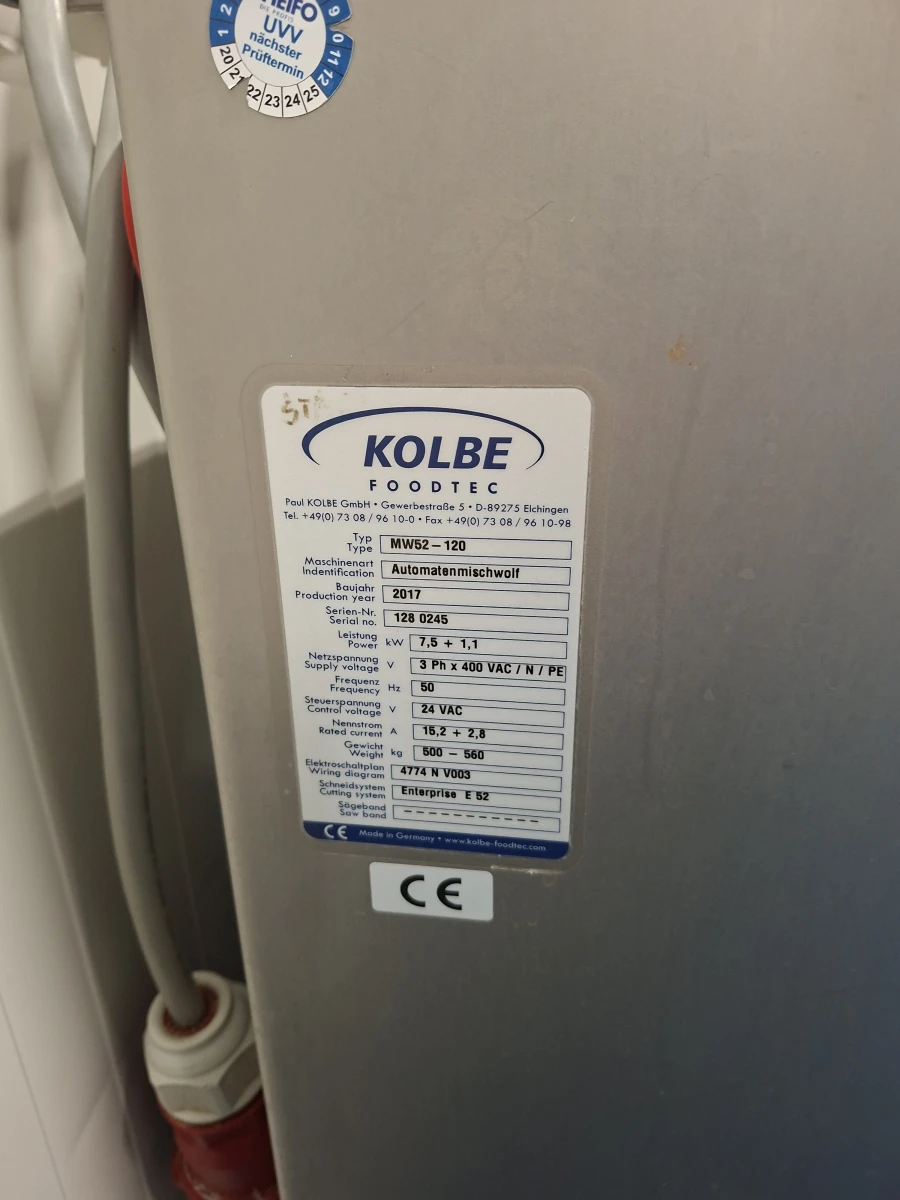 HEIFO
DIE PROFIS
UVV
nächster
Prüftermin
1 2 9 0 11 12
20 21 22 23 24 25
KOLBE
FOODTEC
Paul KOLBE GmbH • Gewerbestraße 5 • D-89275 Elchingen
Tel. +49(0) 73 08 / 96 10-0 • Fax +49(0) 73 08 / 96 10-98
Typ
Type MW52-120
Maschinenart
Indentification Automatenmischwolf
Baujahr
Production year 2017
Serien-Nr.
Serial no. 128 0245
Leistung
Power kW 7,5 + 1,1
Netzspannung
Supply voltage V 3 Ph x 400 VAC / N / PE
Frequenz
Frequency Hz 50
Steuerspannung
Control voltage V 24 VAC
Nennstrom
Rated current A 15,2 + 2,8
Gewicht
Weight kg 500 - 560
Elektroschaltplan
Wiring diagram 4774 N V003
Schneidsystem
Cutting system Enterprise E 52
Sägeband
Saw band ------------
CE Made in Germany • www.kolbe-foodtec.com
CE